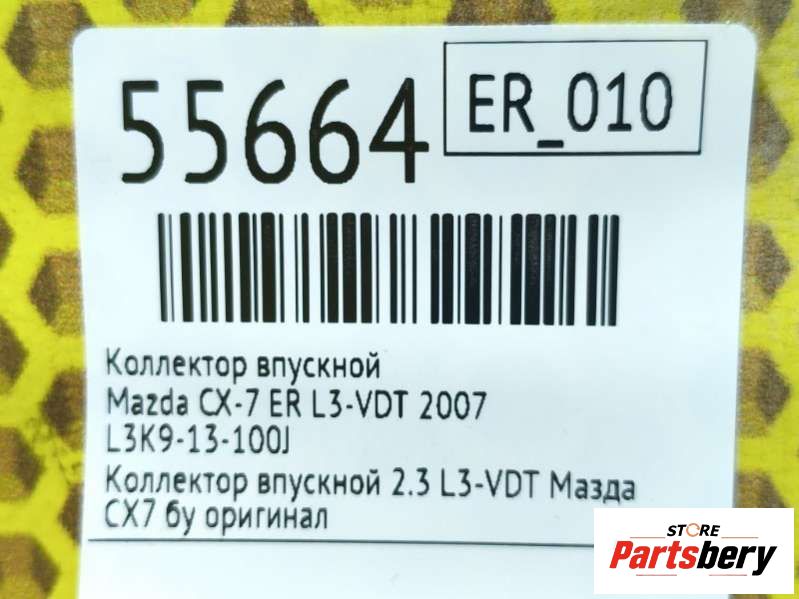 55664
ER_010
Коллектор впускной
Mazda CX-7 ER L3-VDT 2007
L3K9-13-100J
Коллектор впускной 2.3 L3-VDT Мазда
CX7 бу оригинал
STORE
Partsbery